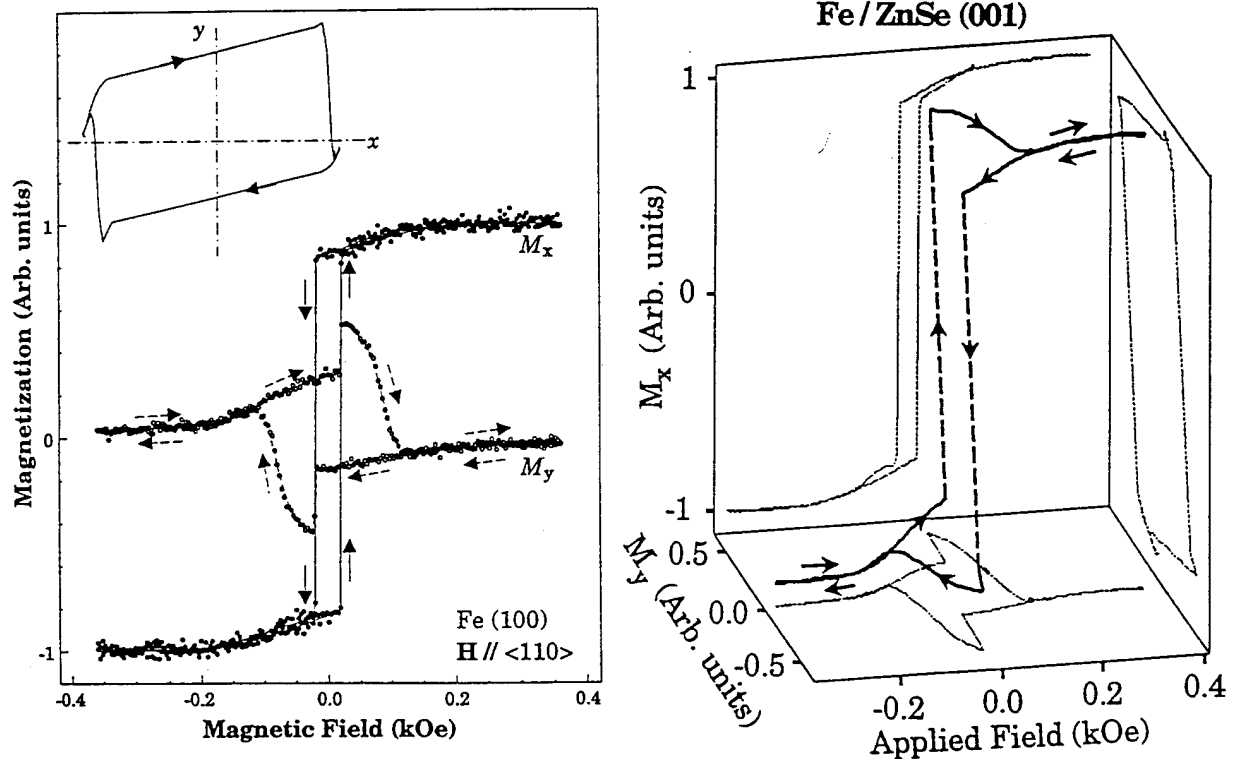 y
x
1
0
-1
Magnetization (Arb. units)
M_x
M_y
Fe (100)
H // <110>
-0.4
-0.2
0.0
0.2
0.4
Magnetic Field (kOe)
Fe / ZnSe (001)
1
0
-1
M_x (Arb. units)
0.5
0.0
-0.5
M_y (Arb. units)
-0.2
0.0
0.2
0.4
Applied Field (kOe)